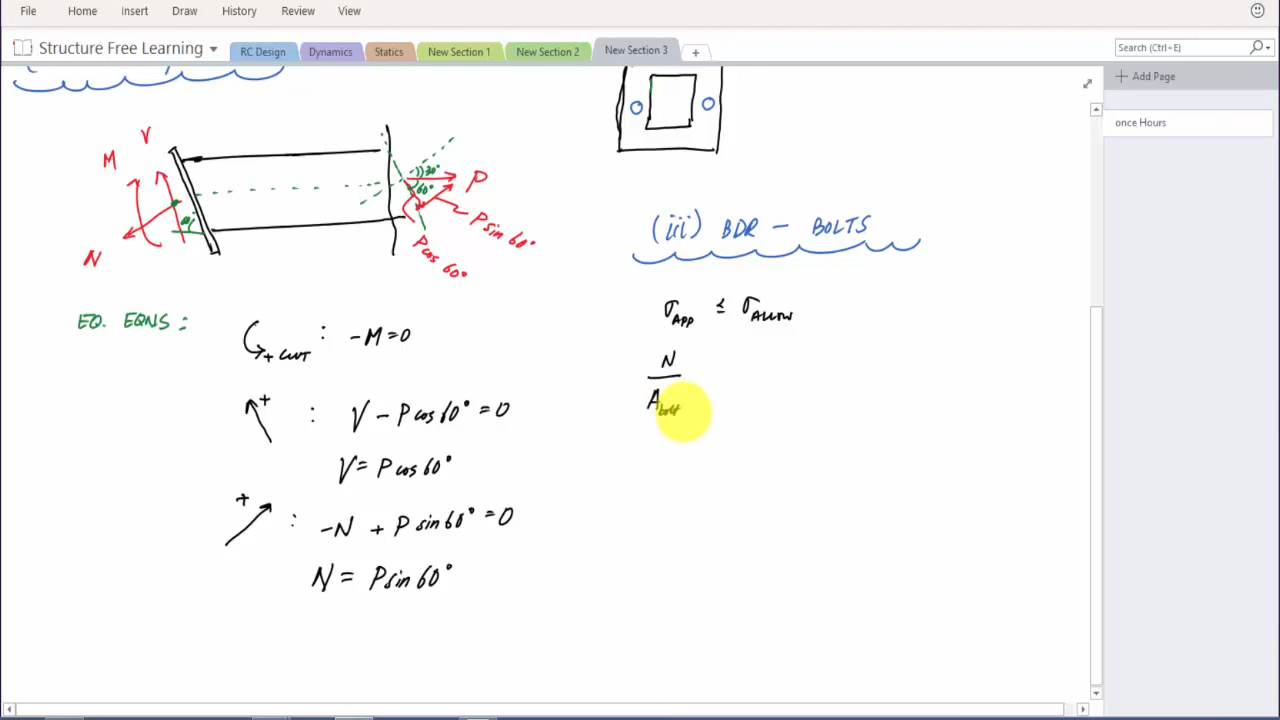 File Home Insert Draw History Review View
Structure Free Learning
RC Design Dynamics Statics New Section 1 New Section 2 New Section 3
Search (Ctrl+E)
Add Page
once Hours
M
V
N
30°
60°
P
P sin 60°
P cos 60°
EQ. EQNS :
+ CWT : -M=0
+ : V - P cos 60° = 0
V = P cos 60°
+ : -N + P sin 60° = 0
N = P sin 60°
(iii) BDR - BOLTS
σAPP ≤ σALLOW
N
Abolt